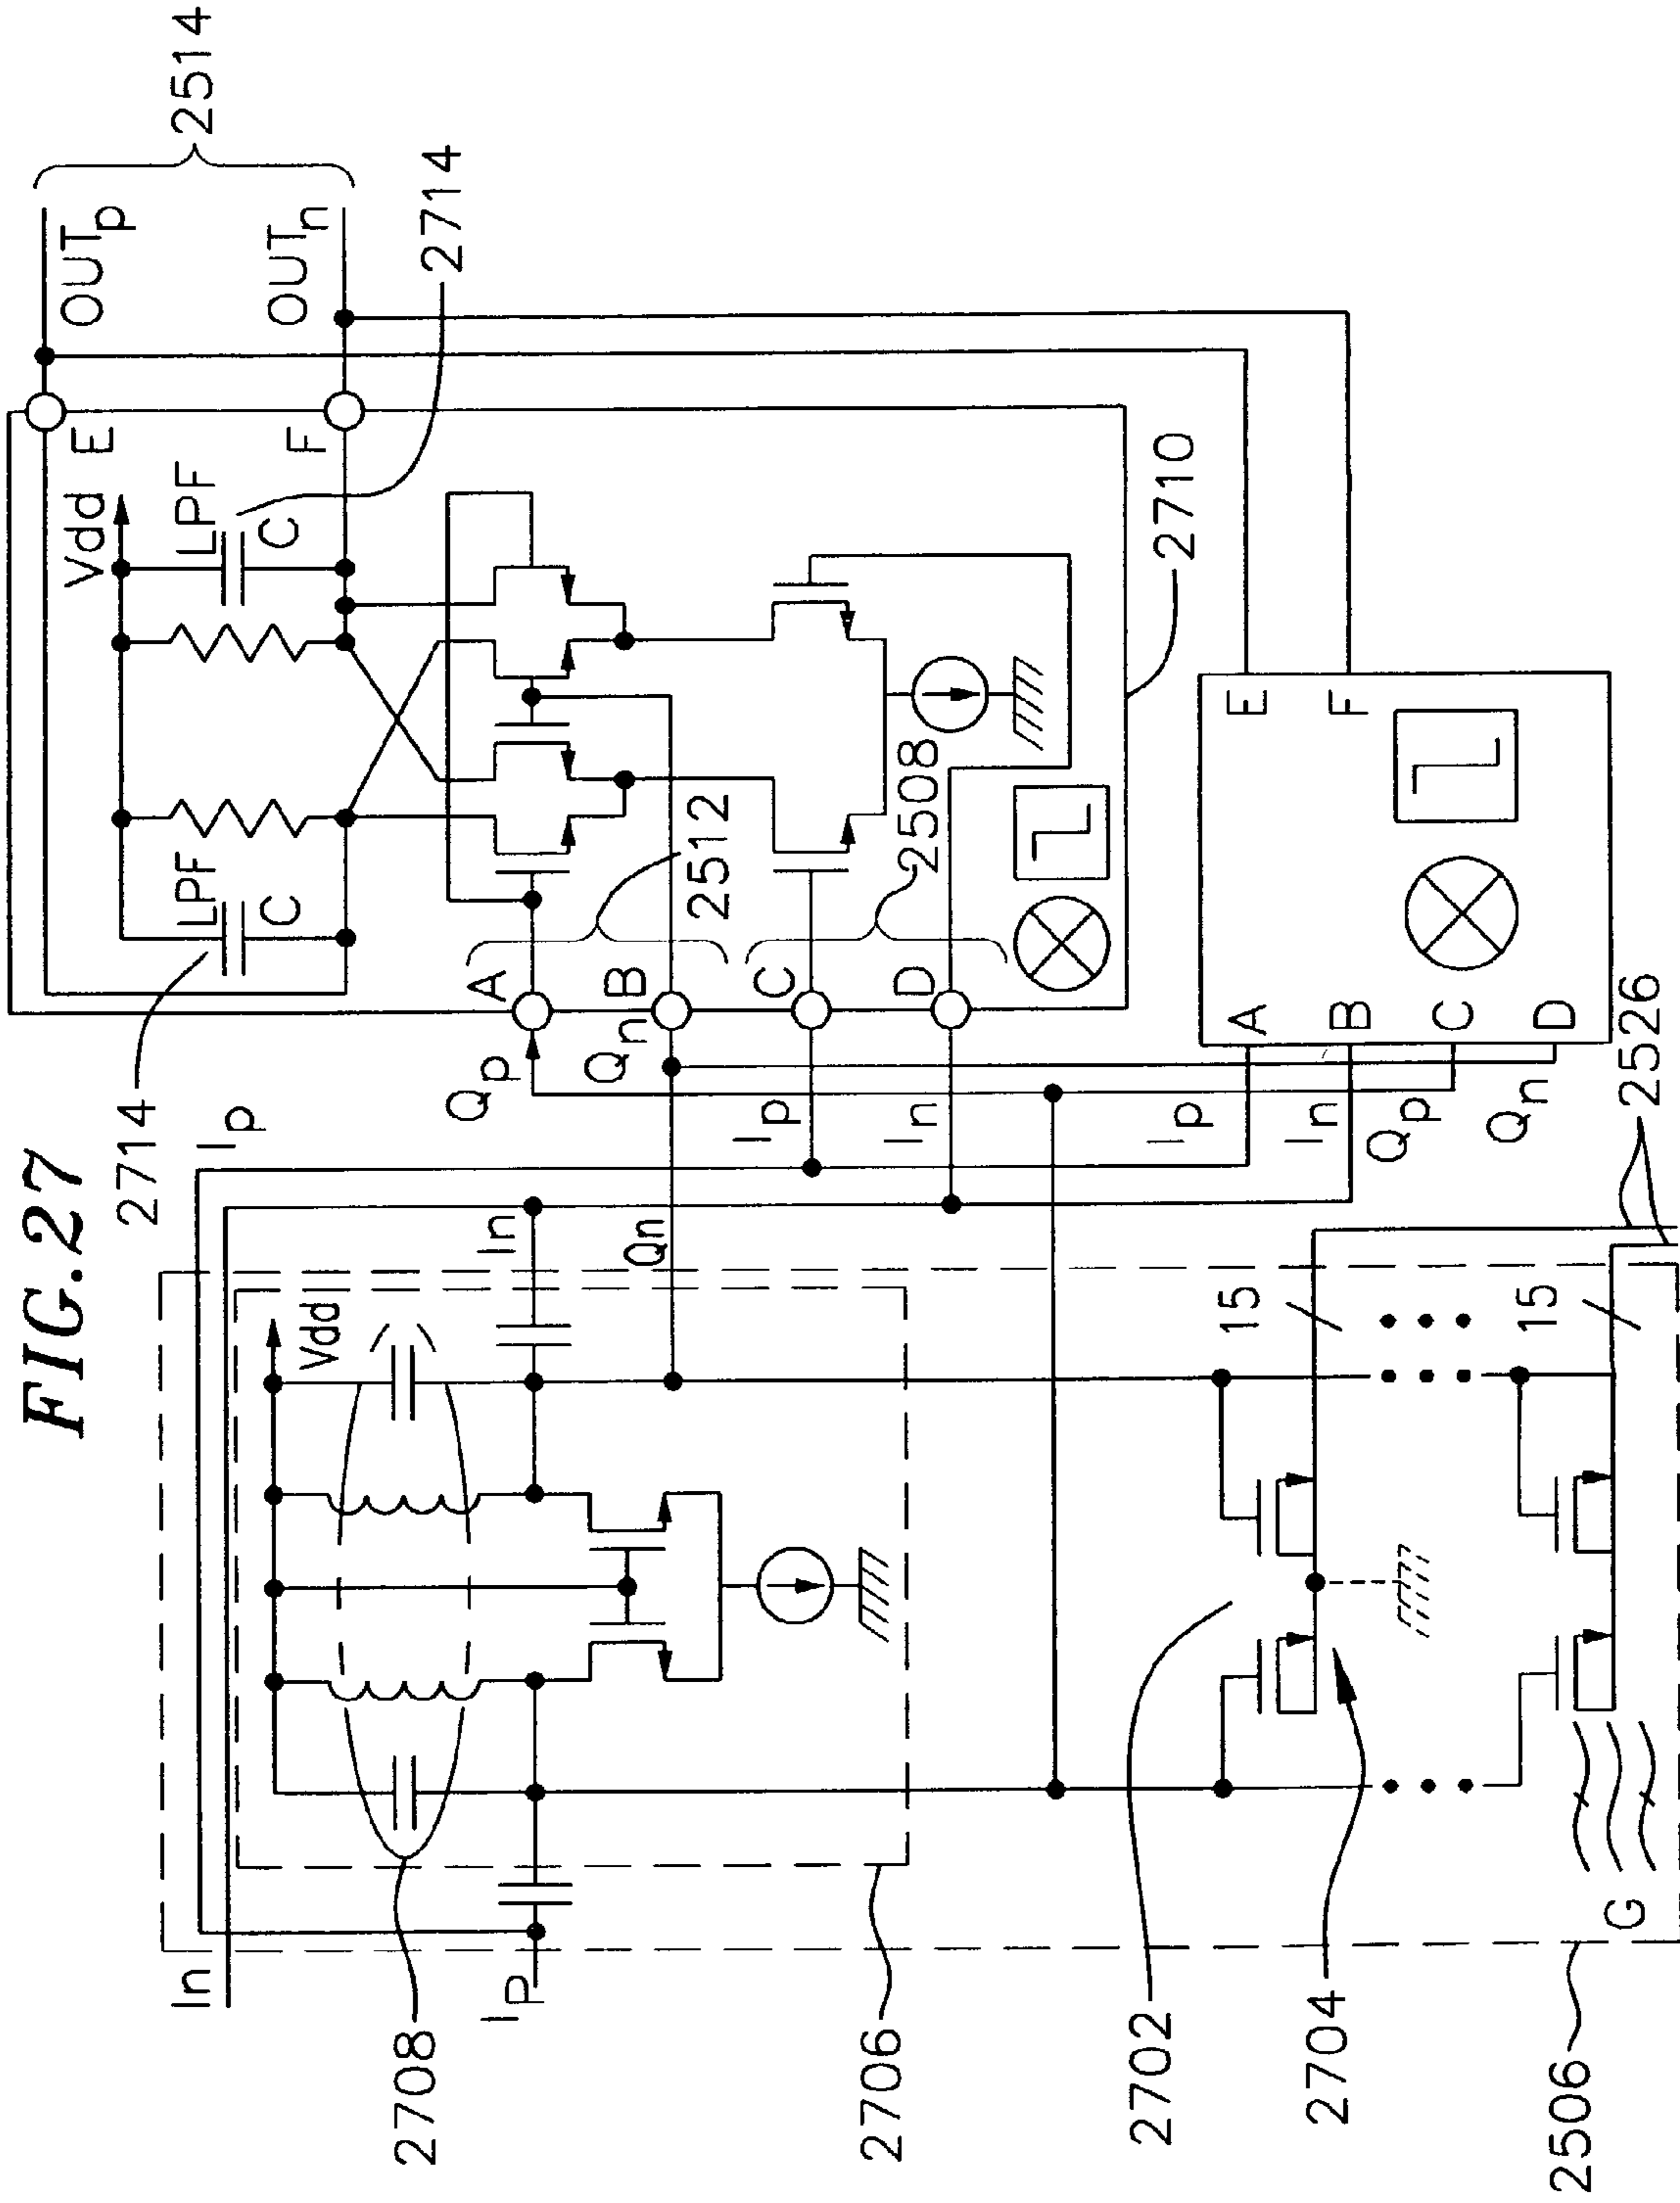 FIG.27
2514
OUTp
OUTn
2714
E
F
Vdd
LPF
C
LPF
C
2714
A
B
C
D
2512
2508
2710
Qp
Qn
Ip
In
Ip
In
Qp
Qn
A
B
C
D
E
F
2526
Ip
In
Qn
Vdd
15
15
In
IP
2708
2706
2702
2704
2506
G